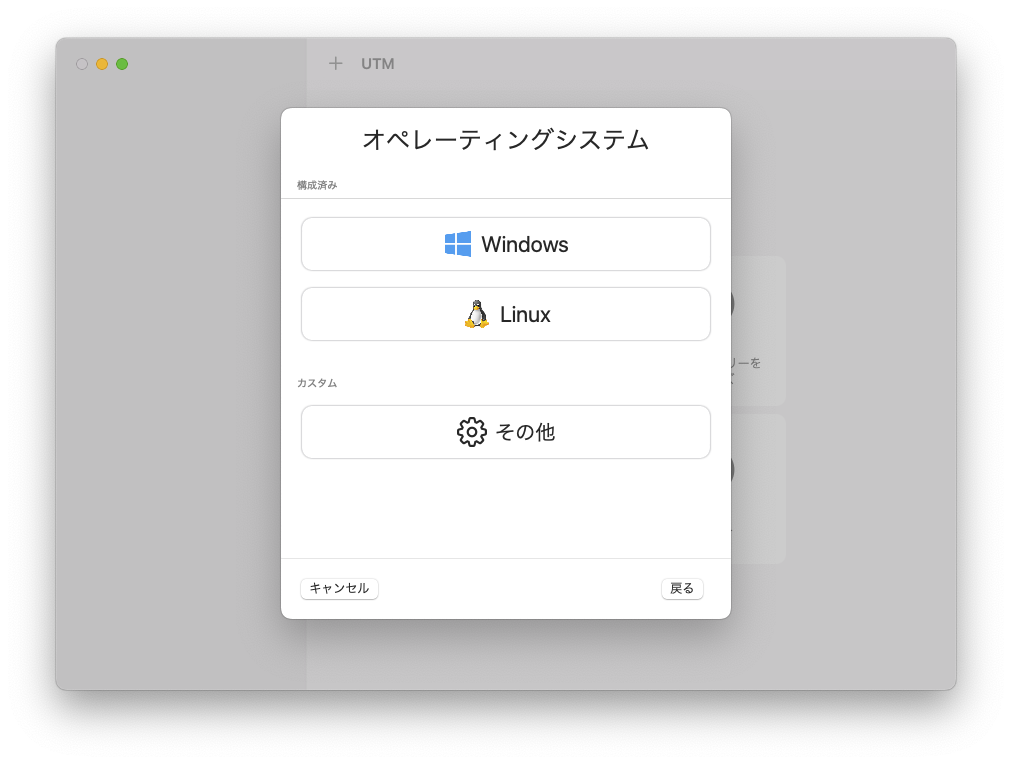 UTM
オペレーティングシステム
構成済み
Windows
Linux
リーを
カスタム
その他
キャンセル
戻る